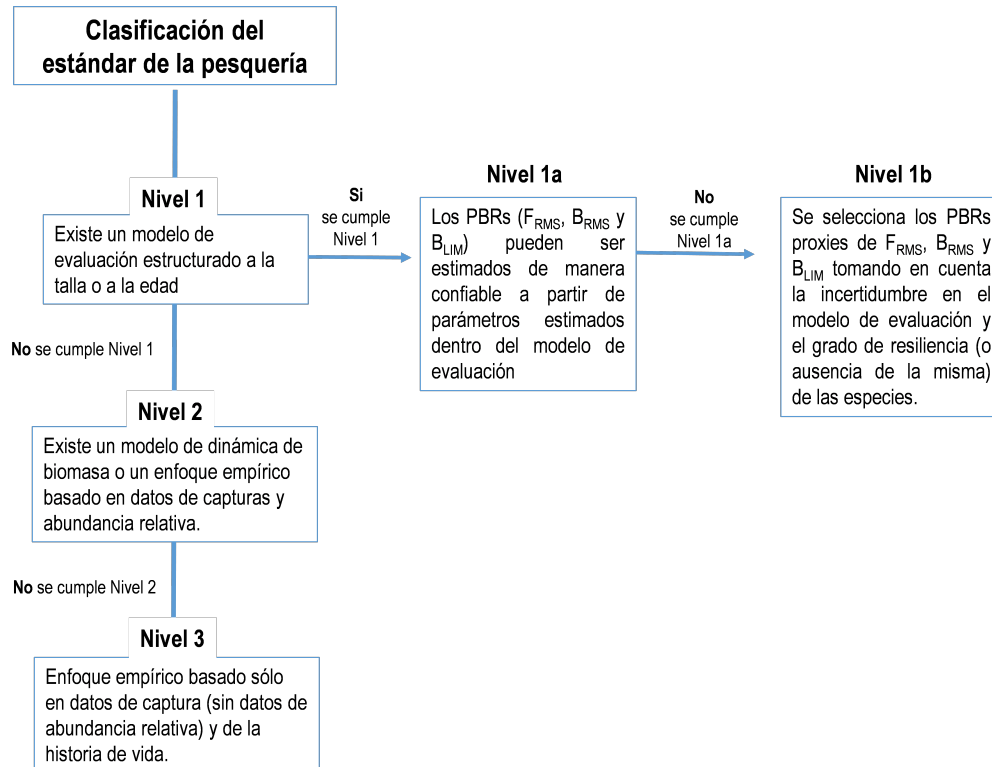 Clasificación del
estándar de la pesquería
Nivel 1
Existe un modelo de
evaluación estructurado a la
talla o a la edad
Si
se cumple
Nivel 1
Nivel 1a
Los PBRs (FRMS, BRMS y
BLIM) pueden ser
estimados de manera
confiable a partir de
parámetros estimados
dentro del modelo de
evaluación
No
se cumple
Nivel 1a
Nivel 1b
Se selecciona los PBRs
proxies de FRMS, BRMS y
BLIM tomando en cuenta
la incertidumbre en el
modelo de evaluación y
el grado de resiliencia (o
ausencia de la misma)
de las especies.
No se cumple Nivel 1
Nivel 2
Existe un modelo de dinámica de
biomasa o un enfoque empírico
basado en datos de capturas y
abundancia relativa.
No se cumple Nivel 2
Nivel 3
Enfoque empírico basado sólo
en datos de captura (sin datos de
abundancia relativa) y de la
historia de vida.